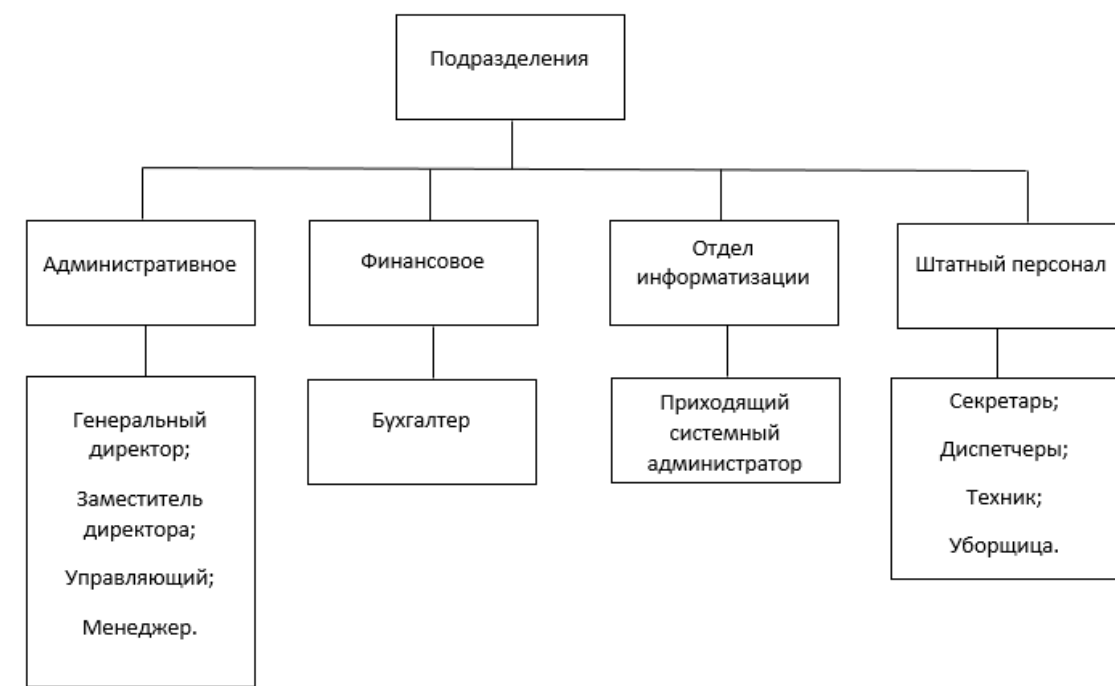 Подразделения
Административное
Финансовое
Отдел
информатизации
Штатный персонал
Генеральный
директор;
Заместитель
директора;
Управляющий;
Менеджер.
Бухгалтер
Приходящий
системный
администратор
Секретарь;
Диспетчеры;
Техник;
Уборщица.